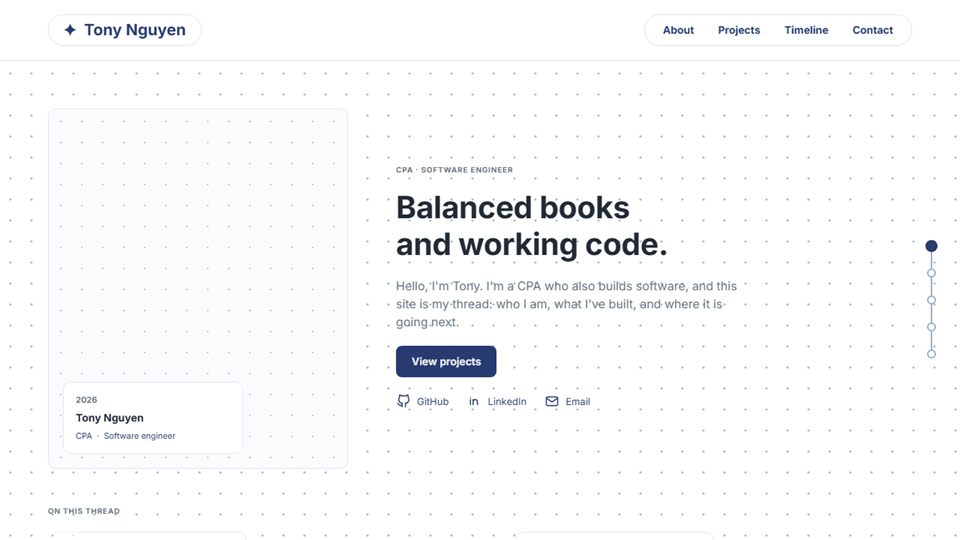 Tony Nguyen
About Projects Timeline Contact
CPA · SOFTWARE ENGINEER
Balanced books
and working code.
Hello, I'm Tony. I'm a CPA who also builds software, and this
site is my thread: who I am, what I've built, and where it is
going next.
View projects
GitHub in LinkedIn Email
2026
Tony Nguyen
CPA · Software engineer
ON THIS THREAD